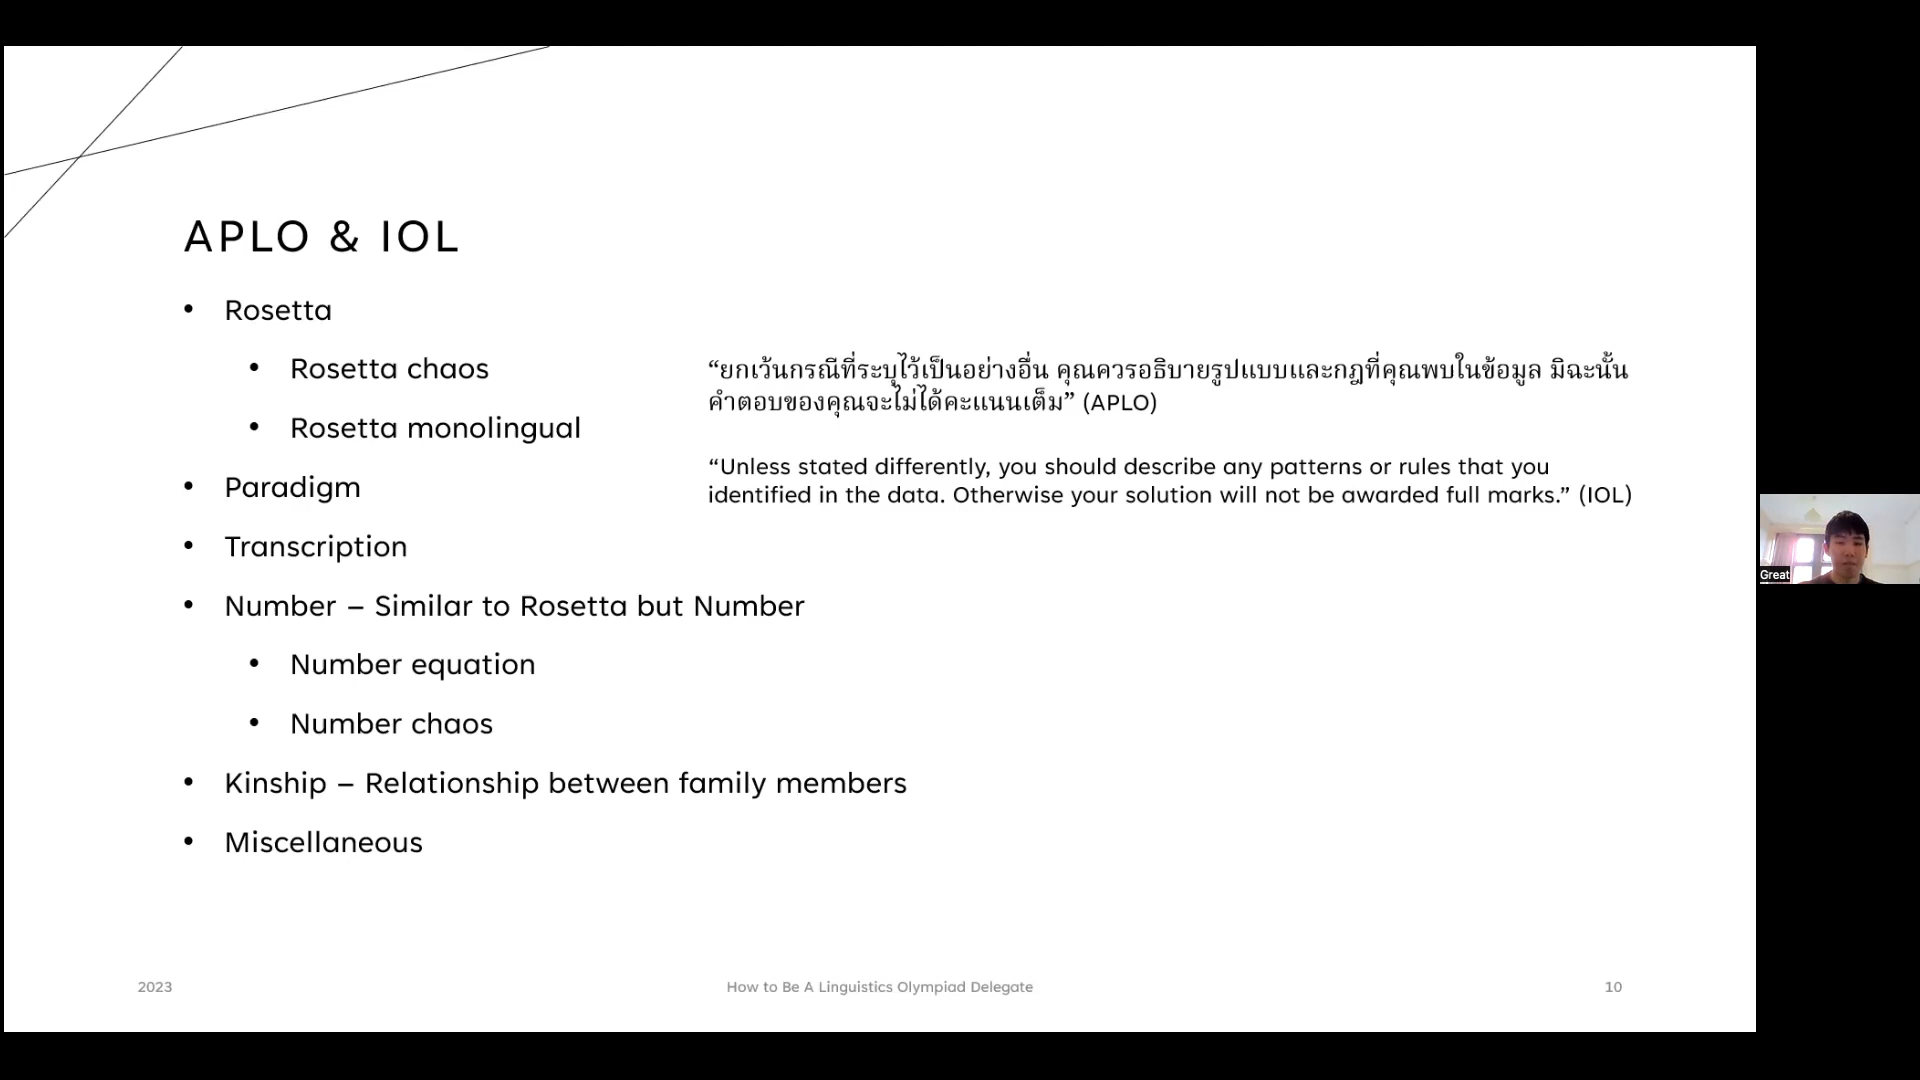 APLO & IOL
• Rosetta
• Rosetta chaos
• Rosetta monolingual
• Paradigm
• Transcription
• Number – Similar to Rosetta but Number
• Number equation
• Number chaos
• Kinship – Relationship between family members
• Miscellaneous
“ยกเว้นกรณีที่ระบุไว้เป็นอย่างอื่น คุณควรอธิบายรูปแบบและกฎที่คุณพบในข้อมูล มิฉะนั้น
คำตอบของคุณจะไม่ได้คะแนนเต็ม” (APLO)
“Unless stated differently, you should describe any patterns or rules that you
identified in the data. Otherwise your solution will not be awarded full marks.” (IOL)
2023
How to Be A Linguistics Olympiad Delegate
10
Great